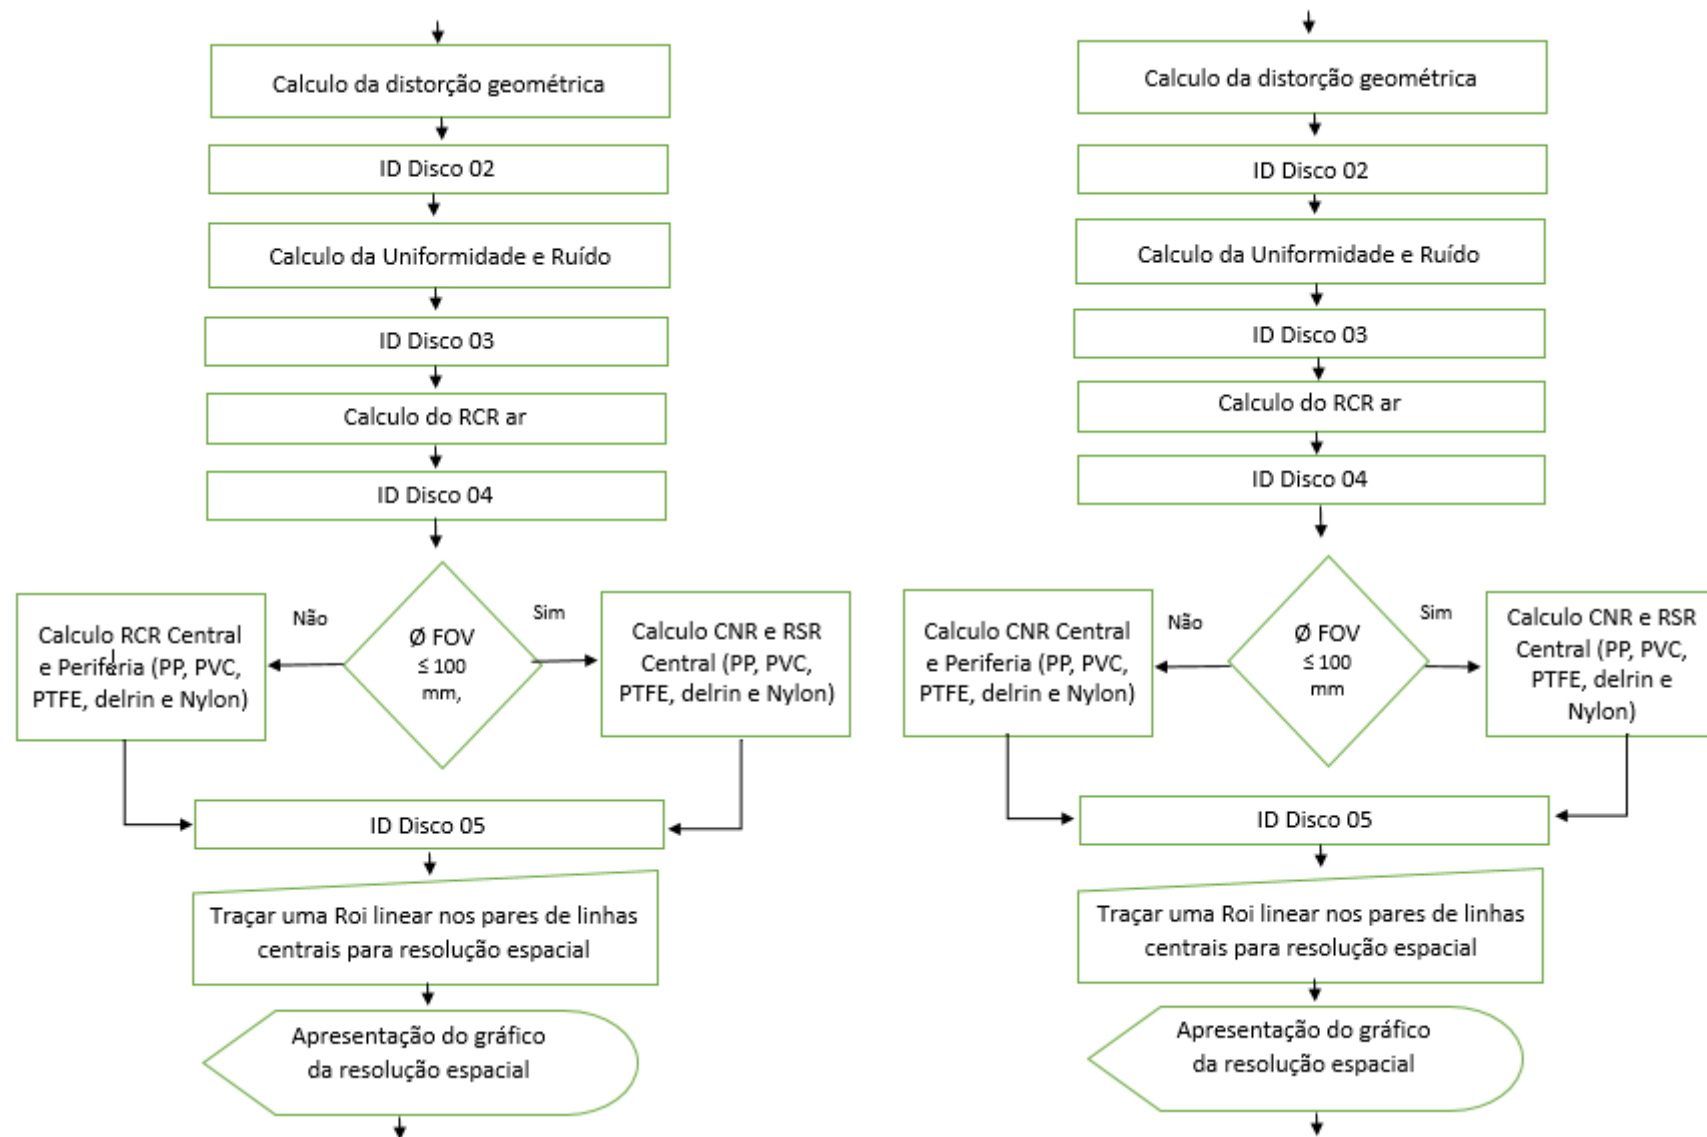 Calculo da distorção geométrica
ID Disco 02
Calculo da Uniformidade e Ruído
ID Disco 03
Calculo do RCR ar
ID Disco 04
Não
Sim
Calculo RCR Central
e Periferia (PP, PVC,
PTFE, delrin e Nylon)
Ø FOV
≤ 100
mm,
Calculo CNR e RSR
Central (PP, PVC,
PTFE, delrin e Nylon)
ID Disco 05
Traçar uma Roi linear nos pares de linhas
centrais para resolução espacial
Apresentação do gráfico
da resolução espacial
Calculo da distorção geométrica
ID Disco 02
Calculo da Uniformidade e Ruído
ID Disco 03
Calculo do RCR ar
ID Disco 04
Não
Sim
Calculo CNR Central
e Periferia (PP, PVC,
PTFE, delrin e Nylon)
Ø FOV
≤ 100
mm
Calculo CNR e RSR
Central (PP, PVC,
PTFE, delrin e
Nylon)
ID Disco 05
Traçar uma Roi linear nos pares de linhas
centrais para resolução espacial
Apresentação do gráfico
da resolução espacial